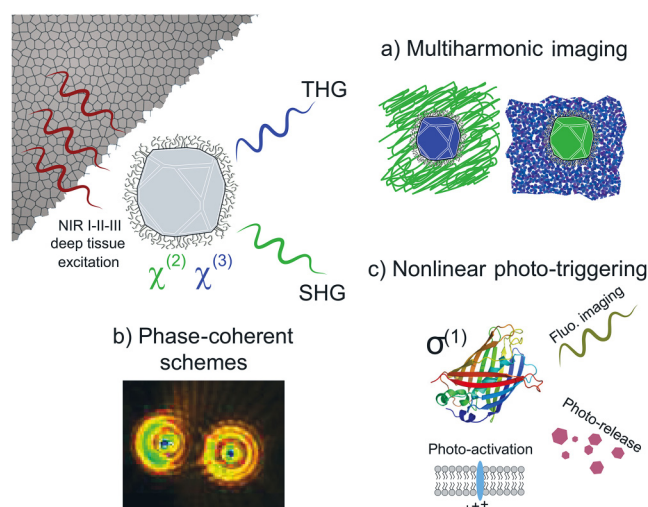 THG
NIR I-II-III
deep tissue
excitation
χ(2) χ(3)
SHG
a) Multiharmonic imaging
b) Phase-coherent
schemes
c) Nonlinear photo-triggering
σ(1)
Fluo. imaging
Photo-release
Photo-activation
++